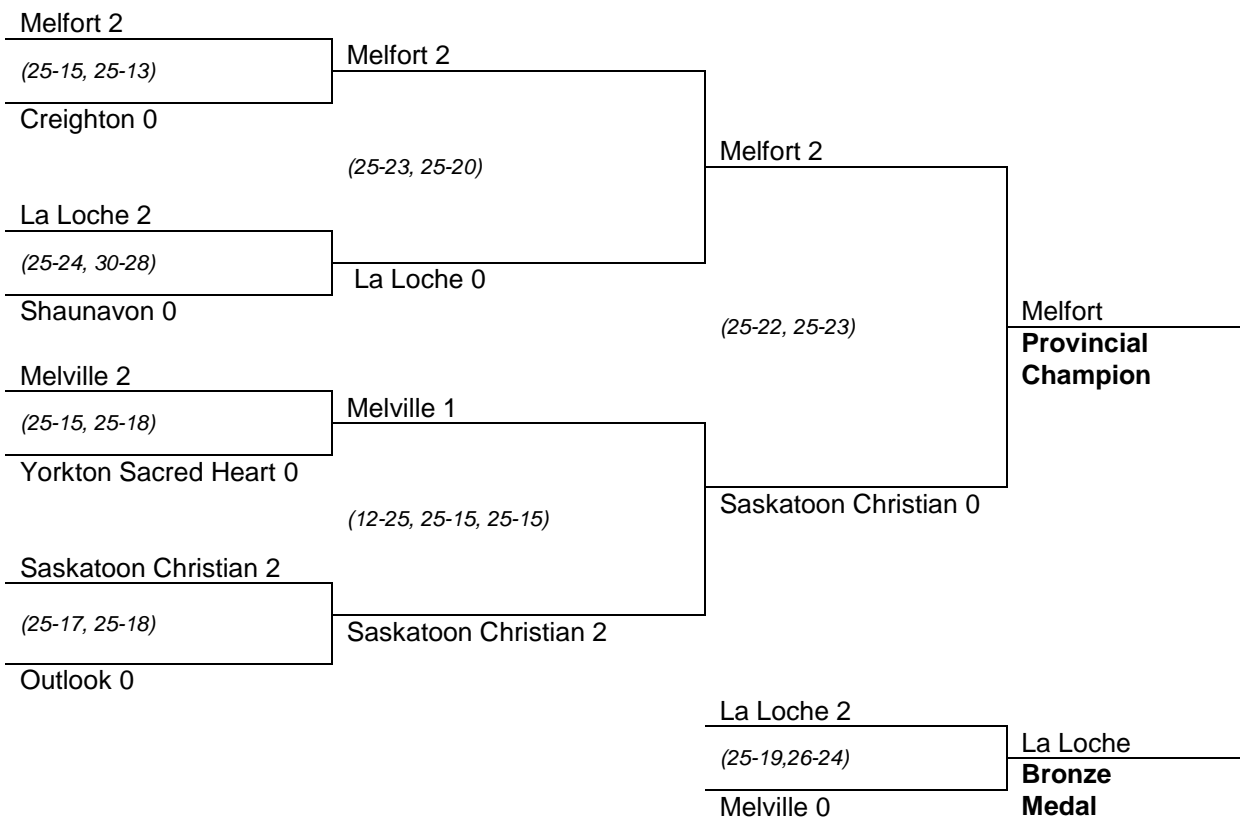 Melfort 2
(25-15, 25-13)
Creighton 0
La Loche 2
(25-24, 30-28)
Shaunavon 0
Melville 2
(25-15, 25-18)
Yorkton Sacred Heart 0
Saskatoon Christian 2
(25-17, 25-18)
Outlook 0
Melfort 2
(25-23, 25-20)
La Loche 0
Melville 1
(12-25, 25-15, 25-15)
Saskatoon Christian 2
Melfort 2
(25-22, 25-23)
Saskatoon Christian 0
Melfort
Provincial
Champion
La Loche 2
(25-19,26-24)
Melville 0
La Loche
Bronze
Medal